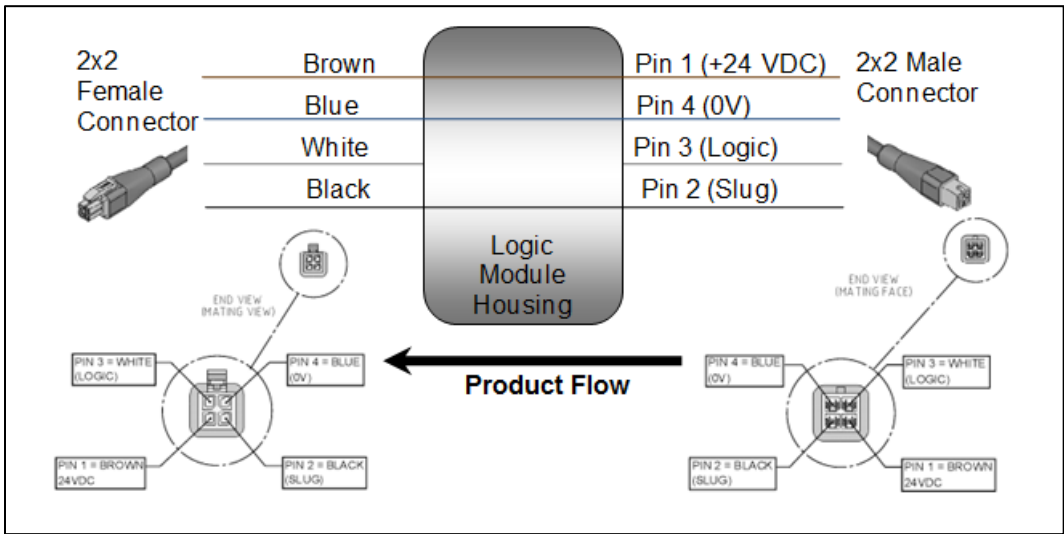 2x2
Female
Connector
Brown
Blue
White
Black
Pin 1 (+24 VDC)
Pin 4 (0V)
Pin 3 (Logic)
Pin 2 (Slug)
2x2 Male
Connector
Logic
Module
Housing
END VIEW
(MATING VIEW)
END VIEW
(MATING FACE)
PIN 3 = WHITE
(LOGIC)
PIN 4 = BLUE
(0V)
PIN 1 = BROWN
24VDC
PIN 2 = BLACK
(SLUG)
Product Flow
PIN 4 = BLUE
(0V)
PIN 3 = WHITE
(LOGIC)
PIN 2 = BLACK
(SLUG)
PIN 1 = BROWN
24VDC